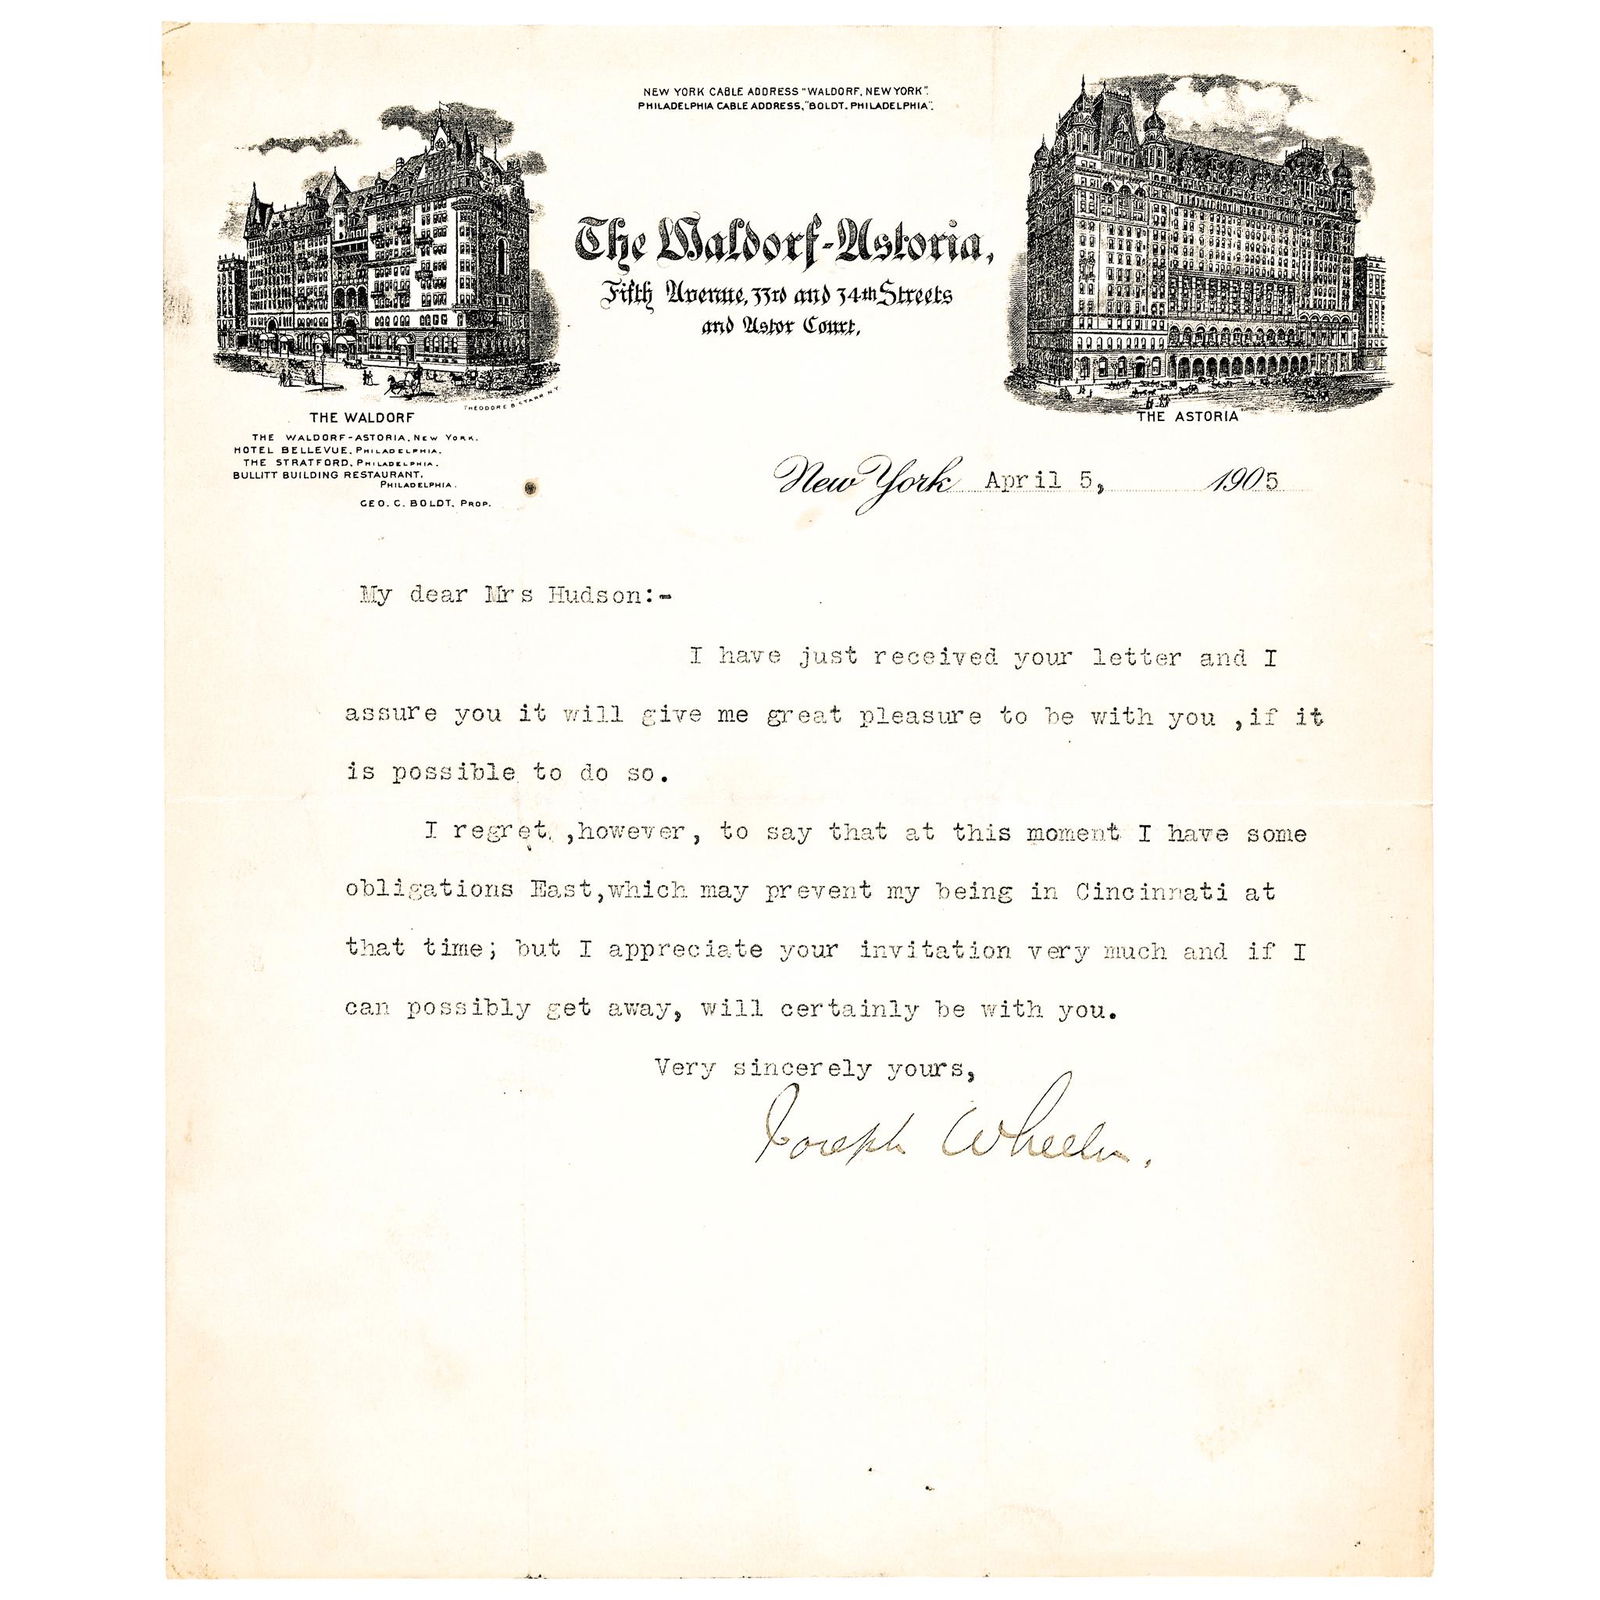 NEW YORK CABLE ADDRESS "WALDORF, NEW YORK".
PHILADELPHIA CABLE ADDRESS, "BOLDT. PHILADELPHIA".
The Waldorf-Astoria,
Fifth Avenue, 33rd and 34th Streets
and Astor Court,
THEODORE B STARR N.Y.
THE WALDORF
THE ASTORIA
THE WALDORF-ASTORIA, NEW YORK.
HOTEL BELLEVUE, PHILADELPHIA.
THE STRATFORD, PHILADELPHIA.
BULLITT BUILDING RESTAURANT,
PHILADELPHIA.
GEO. C. BOLDT, PROP.
New York April 5, 1905
My dear Mrs Hudson:-
I have just received your letter and I
assure you it will give me great pleasure to be with you ,if it
is possible to do so.
I regret ,however, to say that at this moment I have some
obligations East,which may prevent my being in Cincinnati at
that time; but I appreciate your invitation very much and if I
can possibly get away, will certainly be with you.
Very sincerely yours,
Joseph Wheeler.